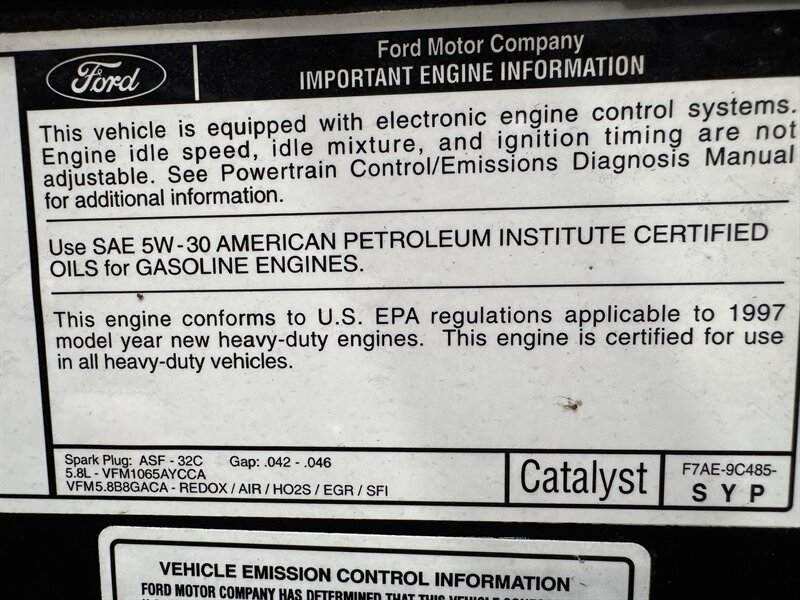 Ford
Ford Motor Company
IMPORTANT ENGINE INFORMATION
This vehicle is equipped with electronic engine control systems.
Engine idle speed, idle mixture, and ignition timing are not
adjustable. See Powertrain Control/Emissions Diagnosis Manual
for additional information.
Use SAE 5W-30 AMERICAN PETROLEUM INSTITUTE CERTIFIED
OILS for GASOLINE ENGINES.
This engine conforms to U.S. EPA regulations applicable to 1997
model year new heavy-duty engines. This engine is certified for use
in all heavy-duty vehicles.
Spark Plug: ASF - 32C Gap: .042 - .046
5.8L - VFM1065AYCCA
VFM5.8B8GACA - REDOX / AIR / HO2S / EGR / SFI
Catalyst
F7AE-9C485-
S Y P
VEHICLE EMISSION CONTROL INFORMATION
FORD MOTOR COMPANY HAS DETERMINED THAT THIS VEHICLE